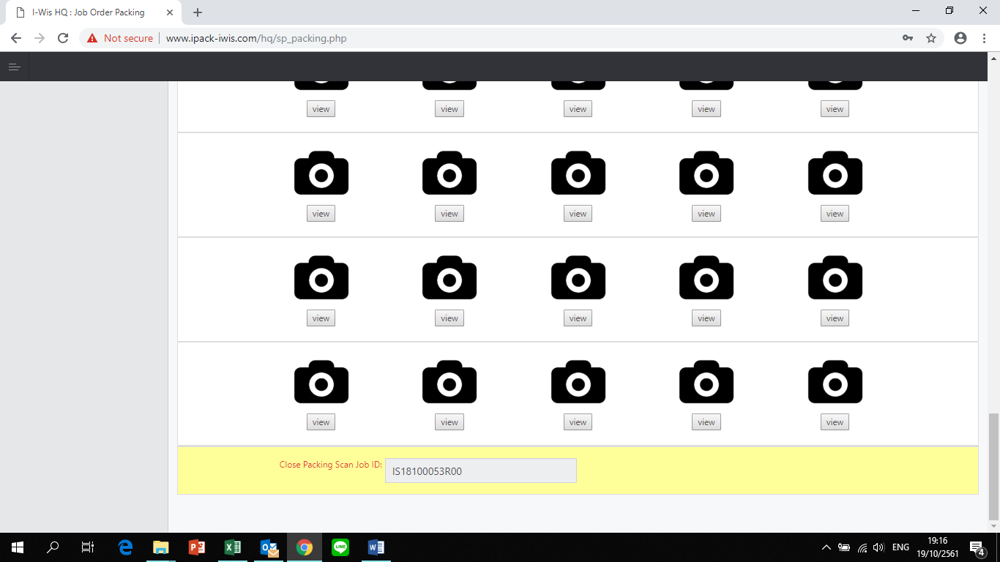 I-Wis HQ : Job Order Packing
Not secure www.ipack-iwis.com/hq/sp_packing.php
view view view view view
view view view view view
view view view view view
view view view view view
Close Packing Scan Job ID: IS18100053R00
ENG
19:16
19/10/2561
4